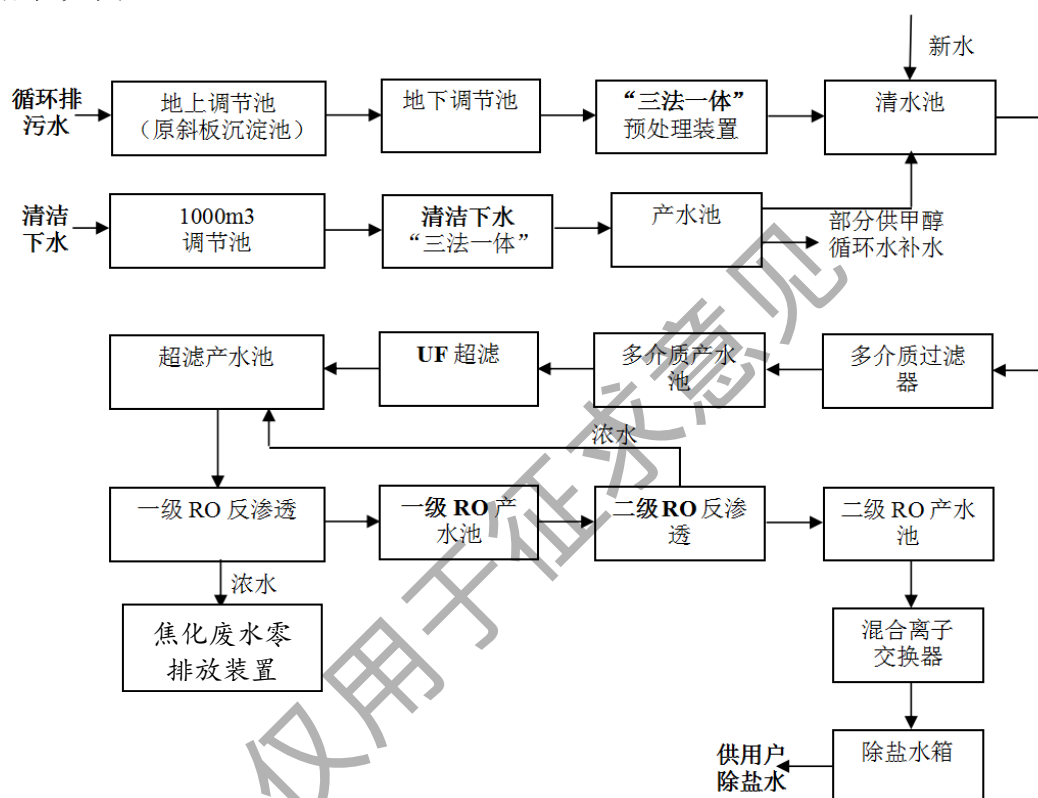 新水
循环排
污水
地上调节池
（原斜板沉淀池）
地下调节池
“三法一体”
预处理装置
清水池
清洁
下水
1000m3
调节池
清洁下水
“三法一体”
产水池
部分供甲醇
循环水补水
超滤产水池
UF 超滤
多介质产水
池
多介质过滤
器
浓水
一级 RO 反渗透
一级 RO 产
水池
二级 RO 反渗
透
二级 RO 产水
池
浓水
焦化废水零
排放装置
混合离子
交换器
供用户
除盐水
除盐水箱
仅用于征求意见